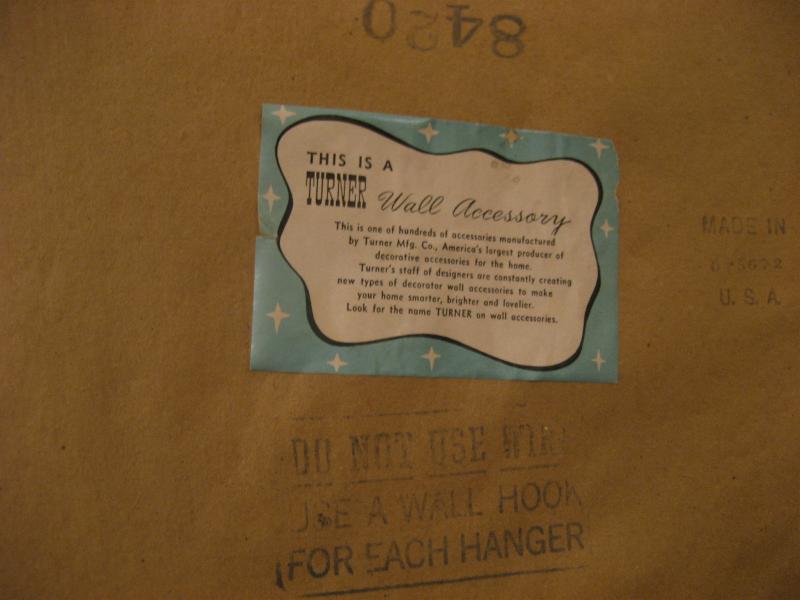 8420
THIS IS A
TURNER Wall Accessory
This is one of hundreds of accessories manufactured
by Turner Mfg. Co., America's largest producer of
decorative accessories for the home.
Turner's staff of designers are constantly creating
new types of decorator wall accessories to make
your home smarter, brighter and lovelier.
Look for the name TURNER on wall accessories.
MADE IN
U. S. A.
DO NOT USE WIRE
USE A WALL HOOK
FOR EACH HANGER